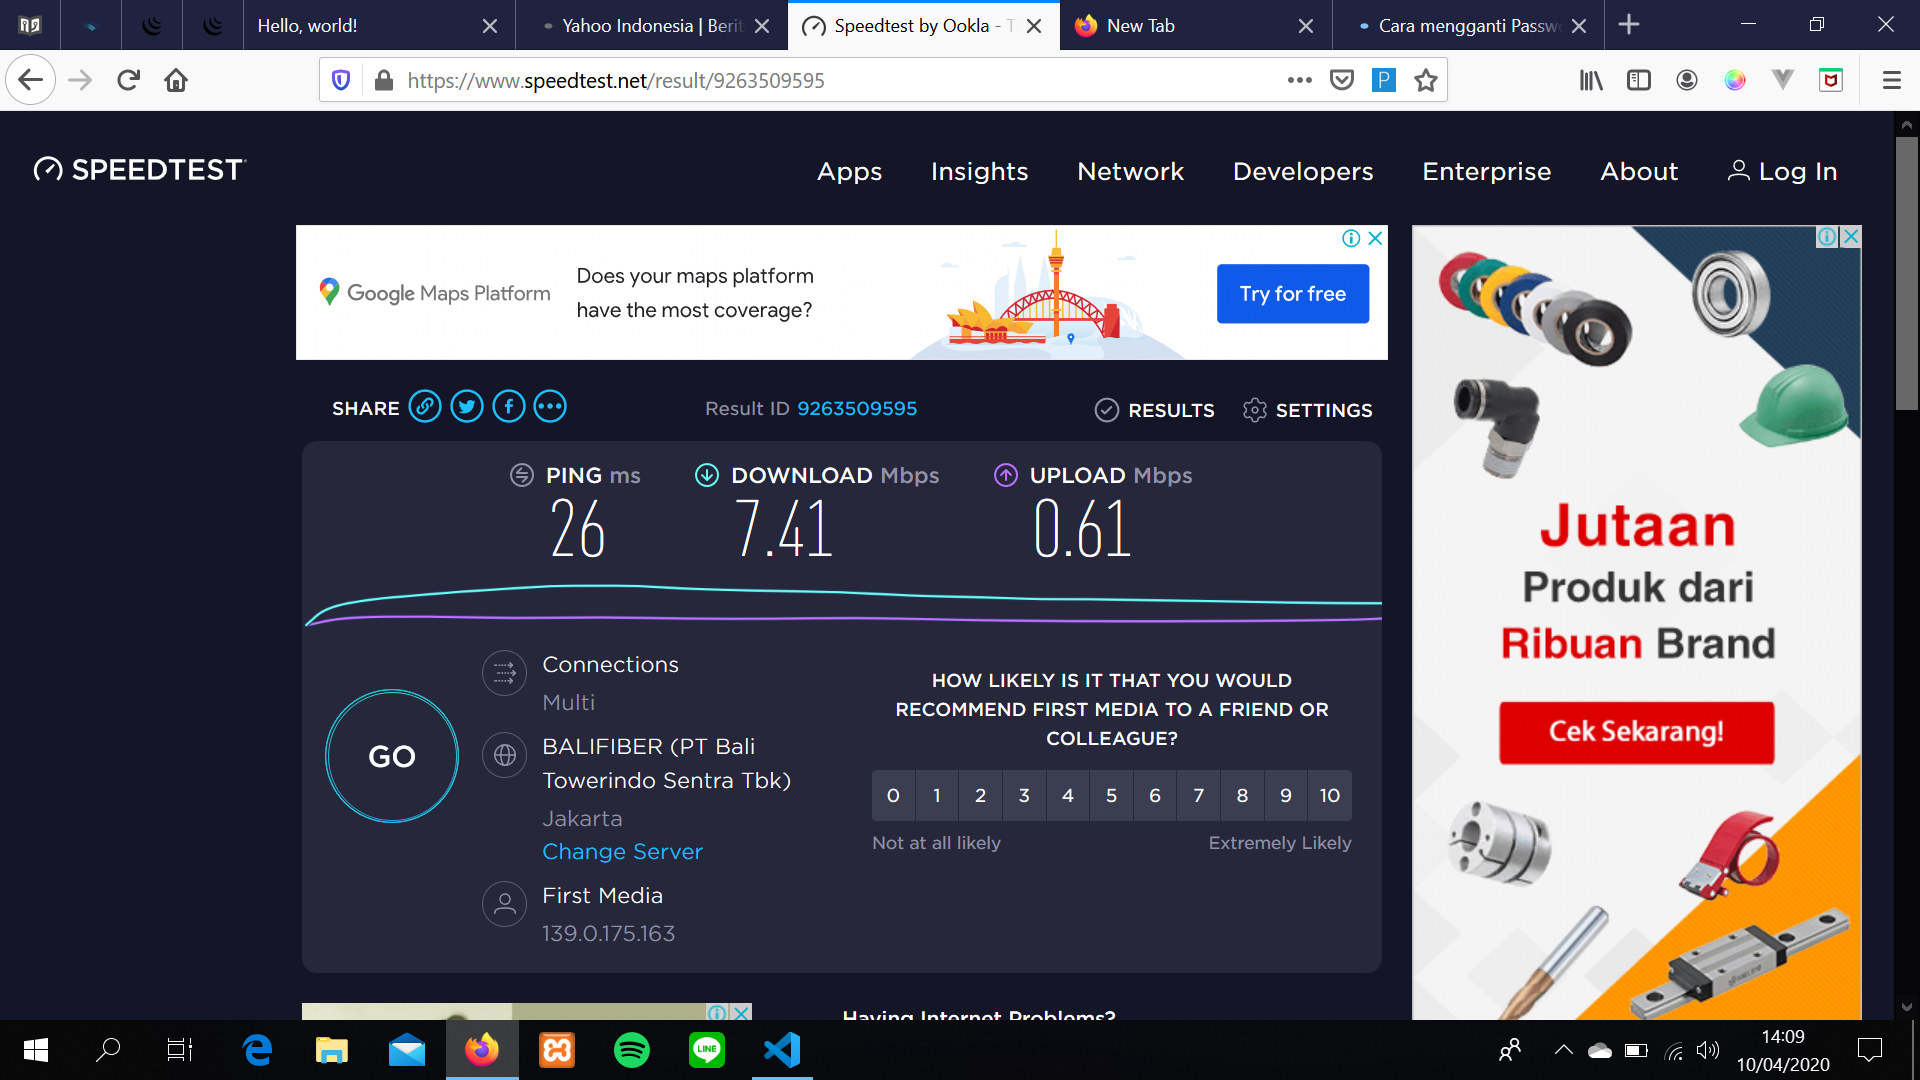 Hello, world!
Yahoo Indonesia | Berit
Speedtest by Ookla - T
New Tab
Cara mengganti Passw
https://www.speedtest.net/result/9263509595
SPEEDTEST
Apps
Insights
Network
Developers
Enterprise
About
Log In
Google Maps Platform
Does your maps platform
have the most coverage?
Try for free
SHARE
Result ID 9263509595
RESULTS
SETTINGS
PING ms
DOWNLOAD Mbps
UPLOAD Mbps
26
7.41
0.61
GO
Connections
Multi
BALIFIBER (PT Bali
Towerindo Sentra Tbk)
Jakarta
Change Server
First Media
139.0.175.163
HOW LIKELY IS IT THAT YOU WOULD
RECOMMEND FIRST MEDIA TO A FRIEND OR
COLLEAGUE?
0 1 2 3 4 5 6 7 8 9 10
Not at all likely
Extremely Likely
Jutaan
Produk dari
Ribuan Brand
Cek Sekarang!
Having Internet Problems?
LINE
14:09
10/04/2020